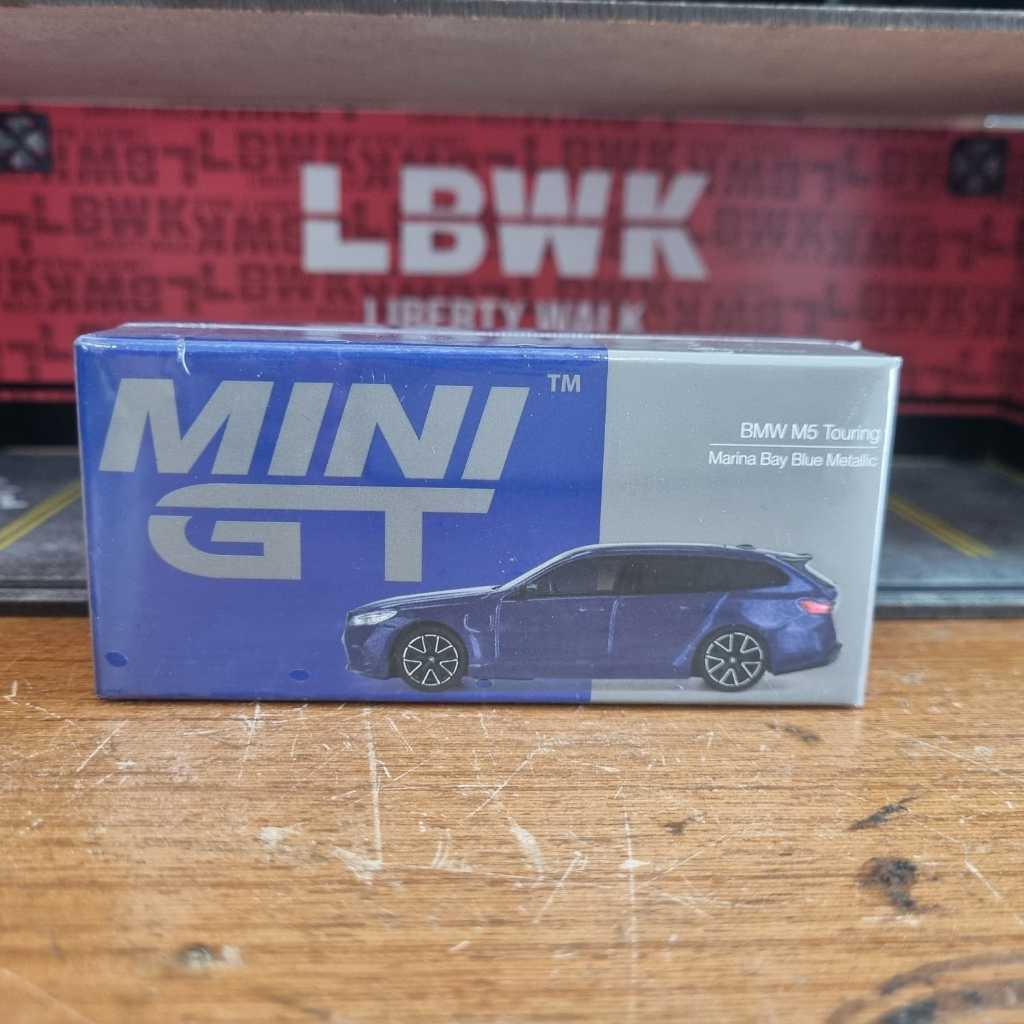 LBWK
LIBERTY WALK
MINI
GT
TM
BMW M5 Touring
Marina Bay Blue Metallic